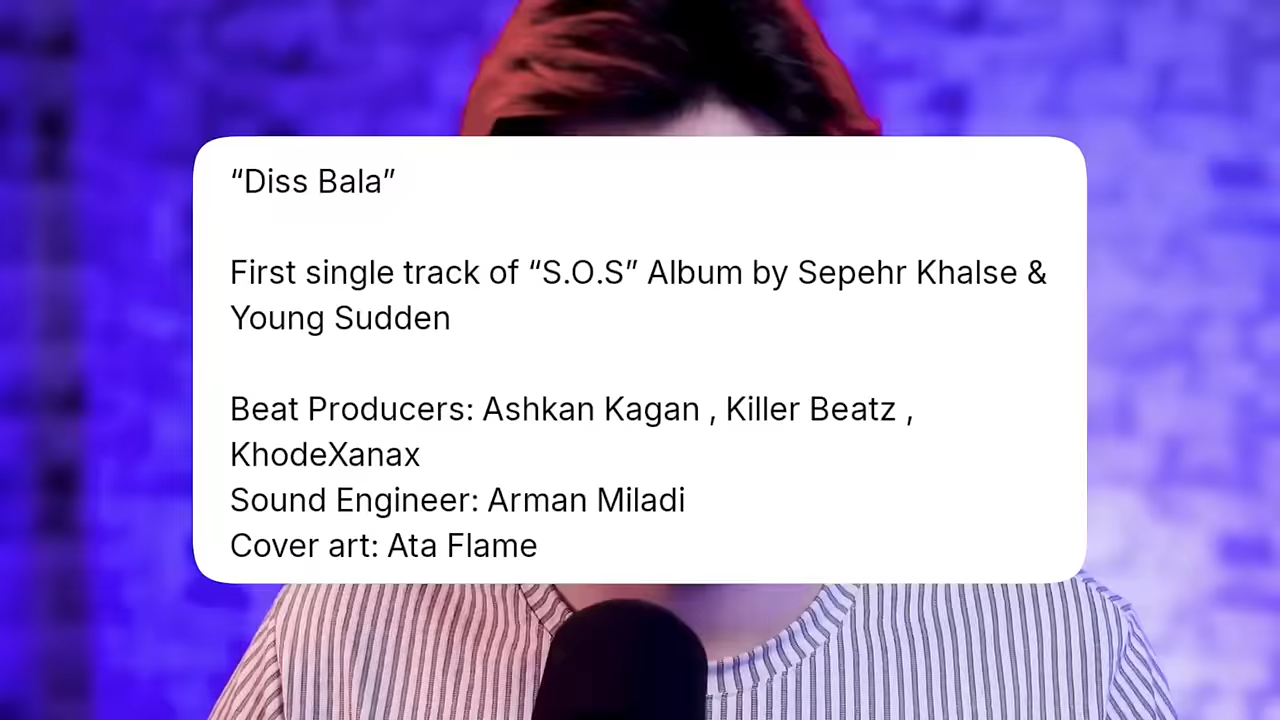 “Diss Bala”
First single track of “S.O.S” Album by Sepehr Khalse &
Young Sudden
Beat Producers: Ashkan Kagan , Killer Beatz ,
KhodeXanax
Sound Engineer: Arman Miladi
Cover art: Ata Flame